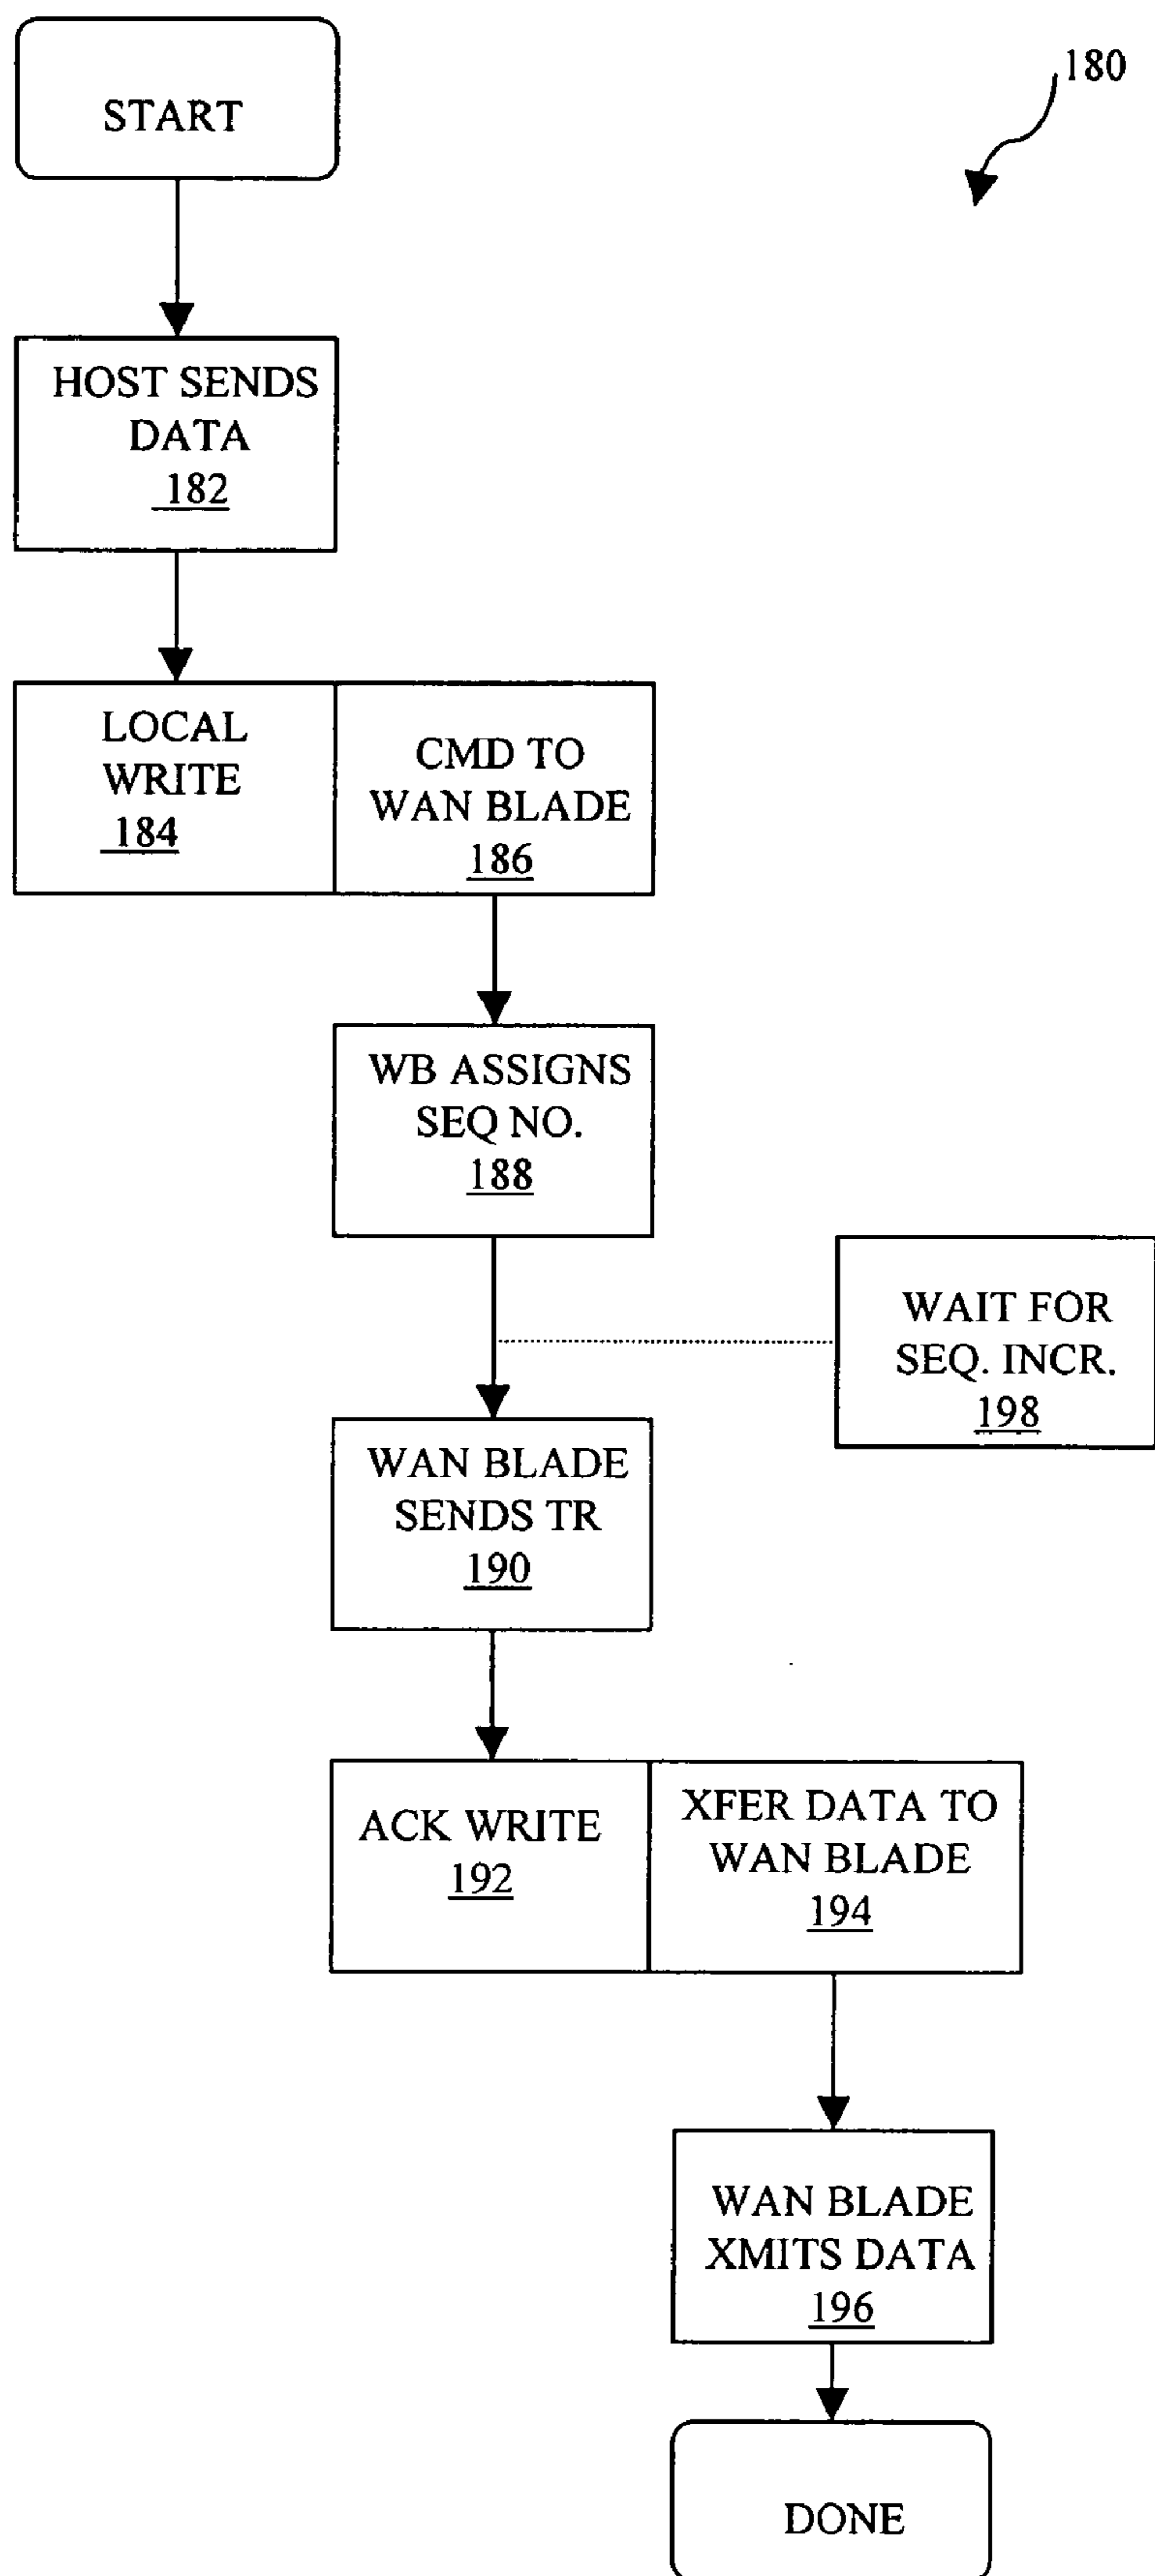 START
180
HOST SENDS
DATA
182
LOCAL
WRITE
184
CMD TO
WAN BLADE
186
WB ASSIGNS
SEQ NO.
188
WAIT FOR
SEQ. INCR.
198
WAN BLADE
SENDS TR
190
ACK WRITE
192
XFER DATA TO
WAN BLADE
194
WAN BLADE
XMITS DATA
196
DONE